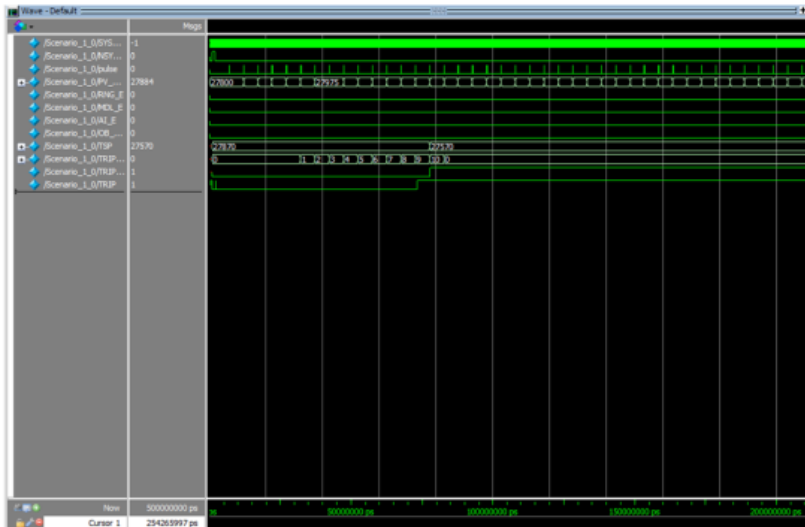 Wave - Default
Msgs
/Scenario_1_0/SYS... -1
/Scenario_1_0/NSY... 0
/Scenario_1_0/pulse 0
/Scenario_1_0/PV_... 27884 27800 27975
/Scenario_1_0/RNG_E 0
/Scenario_1_0/MDL_E 0
/Scenario_1_0/AI_E 0
/Scenario_1_0/OB_... 0
/Scenario_1_0/TSP 27570 27870 27570
/Scenario_1_0/TRIP... 0 0 1 2 3 4 5 6 7 8 9 10 0
/Scenario_1_0/TRIP... 1
/Scenario_1_0/TRIP 1
Now 500000000 ps ps 50000000 ps 100000000 ps 150000000 ps 200000000 ps
Cursor 1 254265997 ps